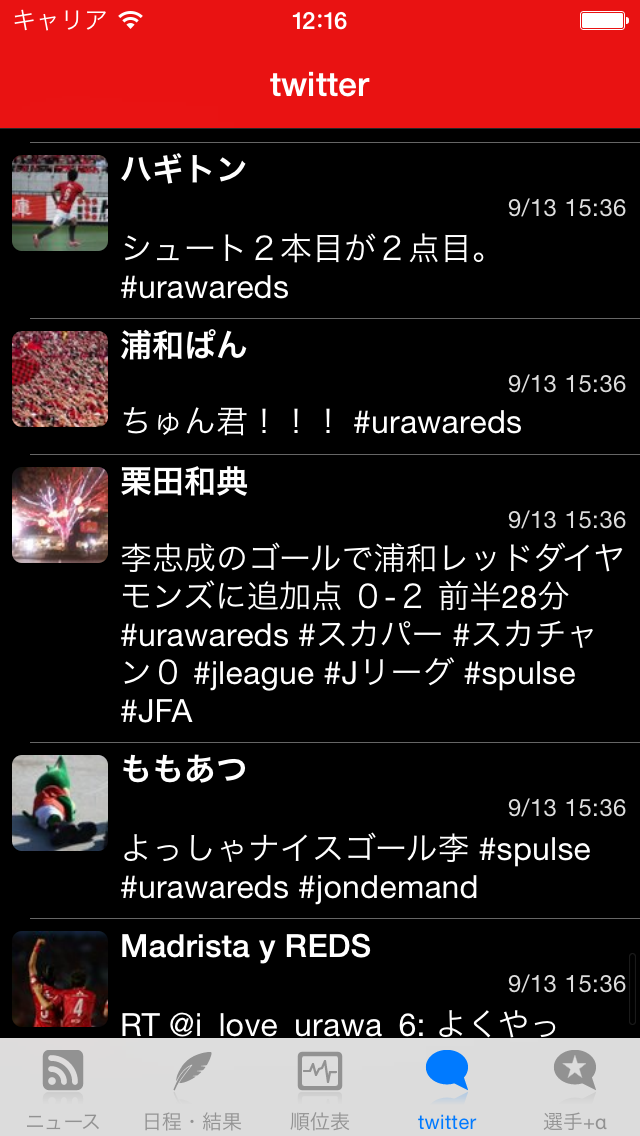 キャリア 12:16
twitter
ハギトン
9/13 15:36
シュート２本目が２点目。
#urawareds
浦和ぱん
9/13 15:36
ちゅん君！！！ #urawareds
栗田和典
9/13 15:36
李忠成のゴールで浦和レッドダイヤ
モンズに追加点 ０-２ 前半28分
#urawareds #スカパー #スカチャ
ン０ #jleague #Jリーグ #spulse
#JFA
ももあつ
9/13 15:36
よっしゃナイスゴール李 #spulse
#urawareds #jondemand
Madrista y REDS
9/13 15:36
RT @i_love_urawa_6: よくやっ
ニュース 日程・結果 順位表 twitter 選手+α